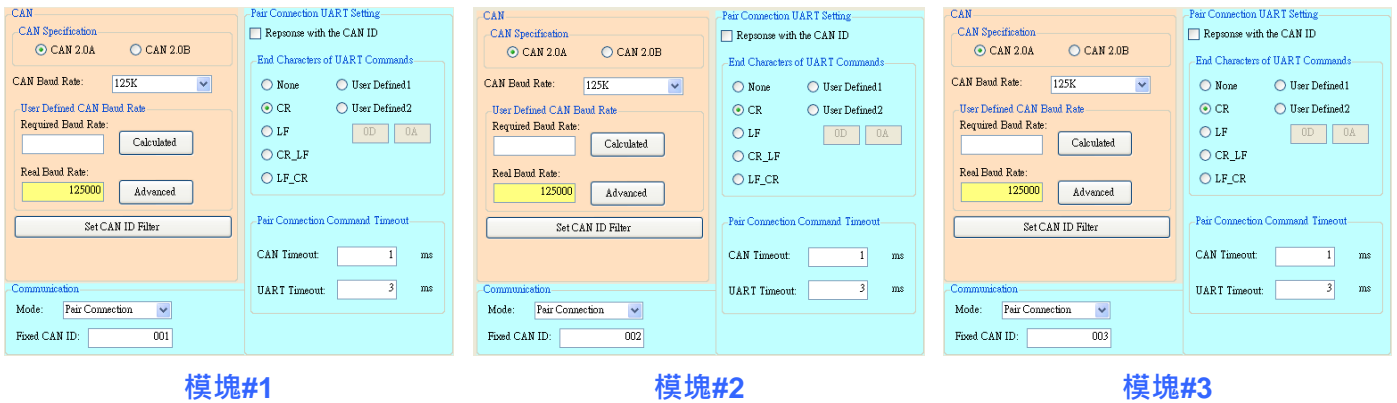 CAN
CAN Specification
CAN 2.0A CAN 2.0B
CAN Baud Rate: 125K
User Defined CAN Baud Rate
Required Baud Rate:
Calculated
Real Baud Rate:
125000 Advanced
Set CAN ID Filter
Communication
Mode: Pair Connection
Fixed CAN ID: 001
Pair Connection UART Setting
Repsonse with the CAN ID
End Characters of UART Commands
None User Defined1
CR User Defined2
LF 0D 0A
CR_LF
LF_CR
Pair Connection Command Timeout
CAN Timeout: 1 ms
UART Timeout: 3 ms
模塊#1
CAN
CAN Specification
CAN 2.0A CAN 2.0B
CAN Baud Rate: 125K
User Defined CAN Baud Rate
Required Baud Rate:
Calculated
Real Baud Rate:
125000 Advanced
Set CAN ID Filter
Communication
Mode: Pair Connection
Fixed CAN ID: 002
Pair Connection UART Setting
Repsonse with the CAN ID
End Characters of UART Commands
None User Defined1
CR User Defined2
LF 0D 0A
CR_LF
LF_CR
Pair Connection Command Timeout
CAN Timeout: 1 ms
UART Timeout: 3 ms
模塊#2
CAN
CAN Specification
CAN 2.0A CAN 2.0B
CAN Baud Rate: 125K
User Defined CAN Baud Rate
Required Baud Rate:
Calculated
Real Baud Rate:
125000 Advanced
Set CAN ID Filter
Communication
Mode: Pair Connection
Fixed CAN ID: 003
Pair Connection UART Setting
Repsonse with the CAN ID
End Characters of UART Commands
None User Defined1
CR User Defined2
LF 0D 0A
CR_LF
LF_CR
Pair Connection Command Timeout
CAN Timeout: 1 ms
UART Timeout: 3 ms
模塊#3